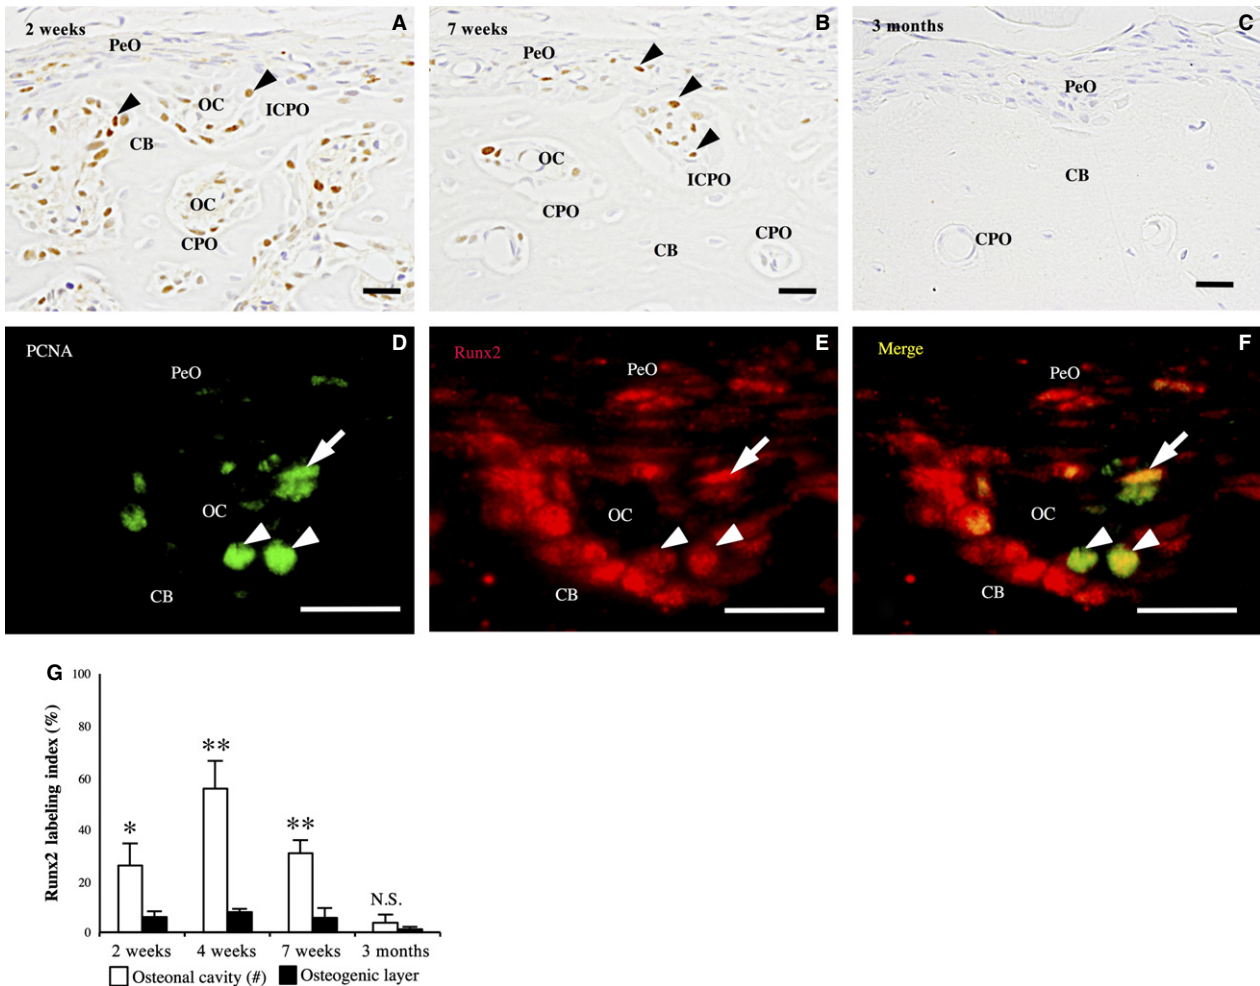 2 weeks
A
PeO
OC
ICPO
CB
OC
CPO
7 weeks
B
PeO
OC
ICPO
CPO
CPO
CB
3 months
C
PeO
CB
CPO
PCNA
D
PeO
OC
CB
Runx2
E
PeO
OC
CB
Merge
F
PeO
OC
CB
G
Runx2 labeling index (%)
100
80
60
40
20
0
*
**
**
N.S.
2 weeks 4 weeks 7 weeks 3 months
Osteonal cavity (#) Osteogenic layer